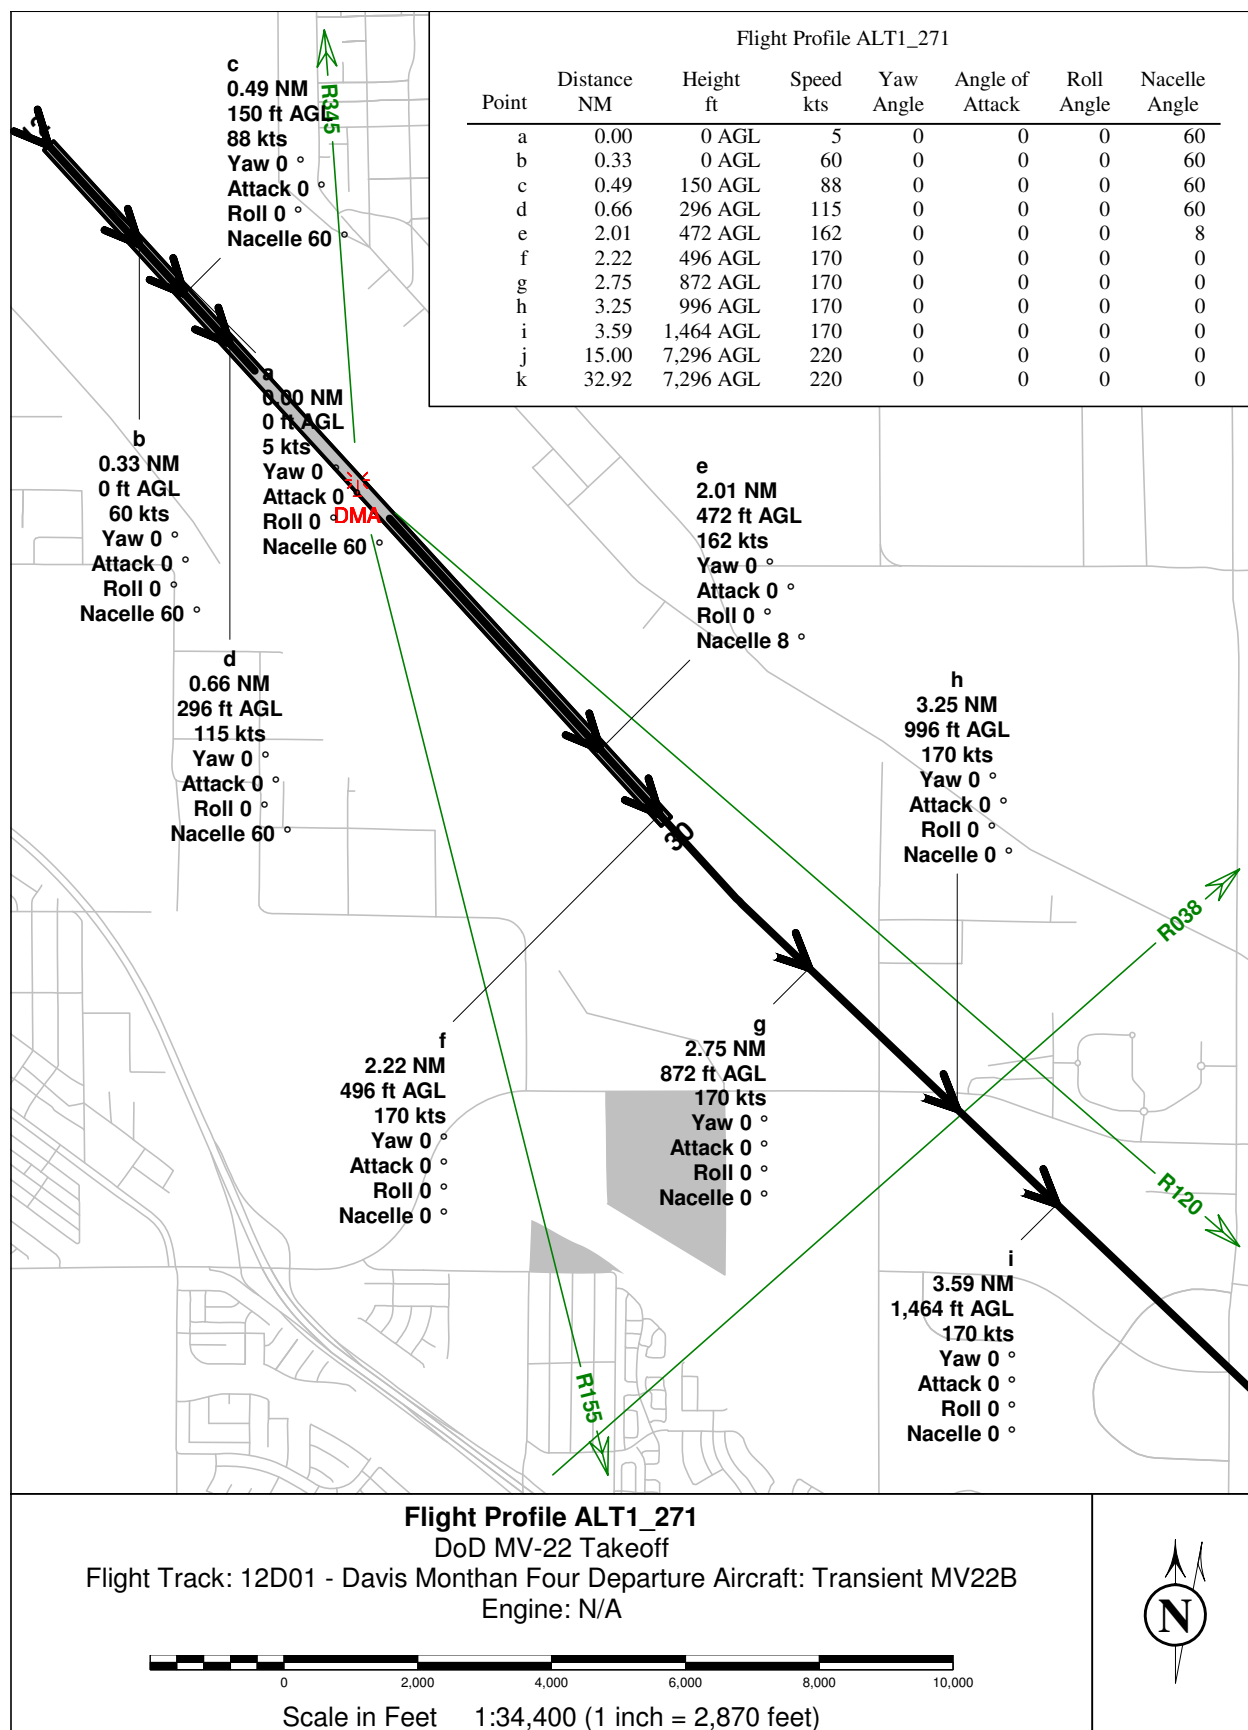 Flight Profile ALT1_271
Point Distance NM Height ft Speed kts Yaw Angle Angle of Attack Roll Angle Nacelle Angle
a 0.00 0 AGL 5 0 0 0 60
b 0.33 0 AGL 60 0 0 0 60
c 0.49 150 AGL 88 0 0 0 60
d 0.66 296 AGL 115 0 0 0 60
e 2.01 472 AGL 162 0 0 0 8
f 2.22 496 AGL 170 0 0 0 0
g 2.75 872 AGL 170 0 0 0 0
h 3.25 996 AGL 170 0 0 0 0
i 3.59 1,464 AGL 170 0 0 0 0
j 15.00 7,296 AGL 220 0 0 0 0
k 32.92 7,296 AGL 220 0 0 0 0
c
0.49 NM
150 ft AGL
88 kts
Yaw 0 °
Attack 0 °
Roll 0 °
Nacelle 60 °
R345
a
0.00 NM
0 ft AGL
5 kts
Yaw 0 °
Attack 0 °
Roll 0 °
Nacelle 60 °
DMA
b
0.33 NM
0 ft AGL
60 kts
Yaw 0 °
Attack 0 °
Roll 0 °
Nacelle 60 °
d
0.66 NM
296 ft AGL
115 kts
Yaw 0 °
Attack 0 °
Roll 0 °
Nacelle 60 °
e
2.01 NM
472 ft AGL
162 kts
Yaw 0 °
Attack 0 °
Roll 0 °
Nacelle 8 °
30
h
3.25 NM
996 ft AGL
170 kts
Yaw 0 °
Attack 0 °
Roll 0 °
Nacelle 0 °
R038
f
2.22 NM
496 ft AGL
170 kts
Yaw 0 °
Attack 0 °
Roll 0 °
Nacelle 0 °
g
2.75 NM
872 ft AGL
170 kts
Yaw 0 °
Attack 0 °
Roll 0 °
Nacelle 0 °
R120
i
3.59 NM
1,464 ft AGL
170 kts
Yaw 0 °
Attack 0 °
Roll 0 °
Nacelle 0 °
R155
Flight Profile ALT1_271
DoD MV-22 Takeoff
Flight Track: 12D01 - Davis Monthan Four Departure Aircraft: Transient MV22B
Engine: N/A
0 2,000 4,000 6,000 8,000 10,000
Scale in Feet 1:34,400 (1 inch = 2,870 feet)
N